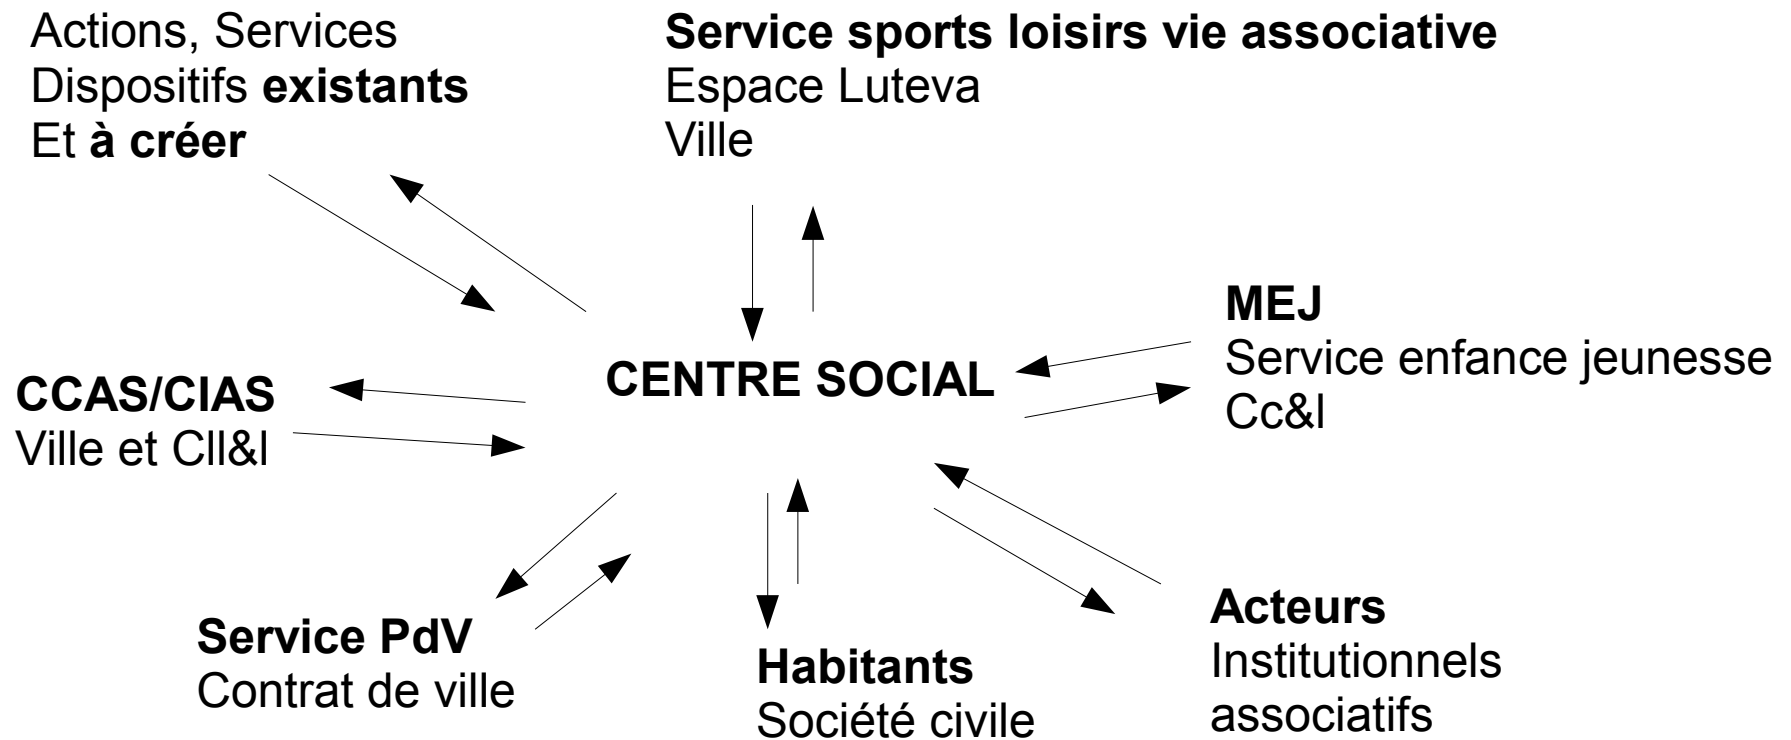 Actions, Services
Dispositifs existants
Et à créer
Service sports loisirs vie associative
Espace Luteva
Ville
MEJ
Service enfance jeunesse
Cc&l
CENTRE SOCIAL
CCAS/CIAS
Ville et Cll&l
Service PdV
Contrat de ville
Habitants
Société civile
Acteurs
Institutionnels
associatifs